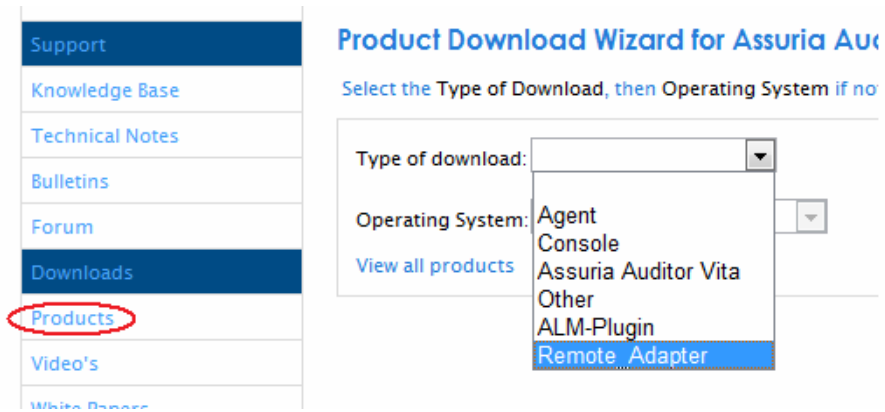 Support
Knowledge Base
Technical Notes
Bulletins
Forum
Downloads
Products
Video's
White Papers
Product Download Wizard for Assuria
Select the Type of Download, then Operating System if
Type of download:
Operating System:
View all products
Agent
Console
Assuria Auditor Vita
Other
ALM-Plugin
Remote_Adapter